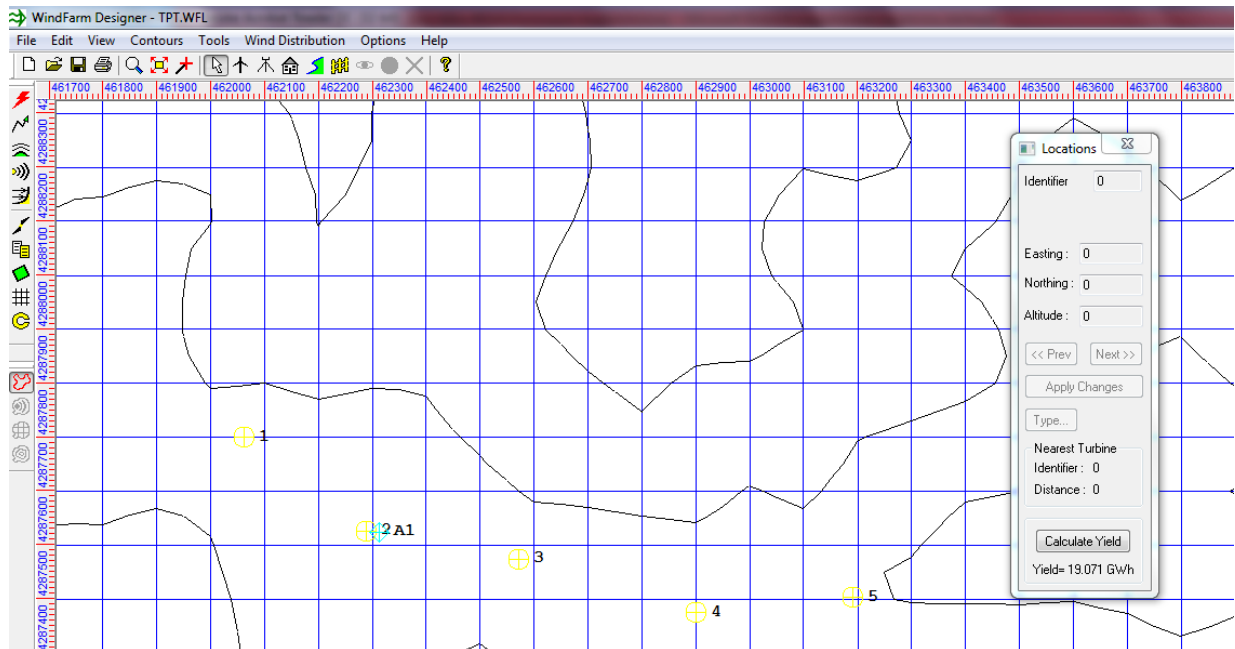 WindFarm Designer - TPT.WFL
File Edit View Contours Tools Wind Distribution Options Help
461700 461800 461900 462000 462100 462200 462300 462400 462500 462600 462700 462800 462900 463000 463100 463200 463300 463400 463500 463600 463700 463800
4288300
4288200
4288100
4288000
4287900
4287800
4287700
4287600
4287500
4287400
1
2 A1
3
4
5
Locations
Identifier 0
Easting : 0
Northing : 0
Altitude : 0
<< Prev Next >>
Apply Changes
Type...
Nearest Turbine
Identifier : 0
Distance : 0
Calculate Yield
Yield= 19.071 GWh